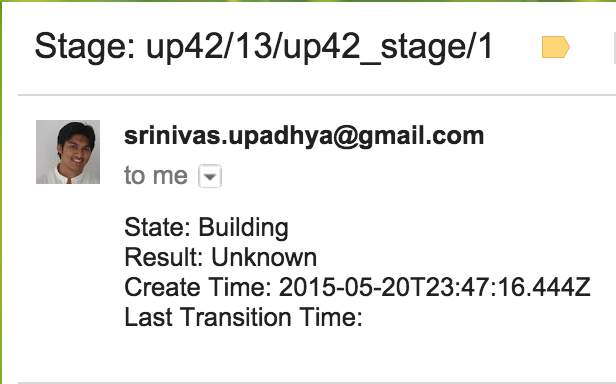 Stage: up42/13/up42_stage/1
srinivas.upadhya@gmail.com
to me
State: Building
Result: Unknown
Create Time: 2015-05-20T23:47:16.444Z
Last Transition Time: